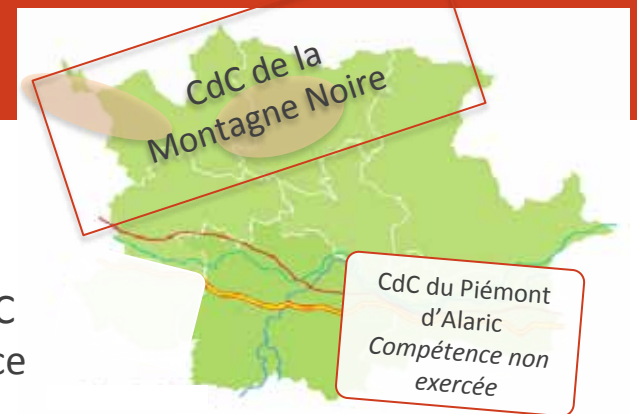 CdC de la
Montagne Noire
CdC du Piémont
d’Alaric
Compétence non
exercée